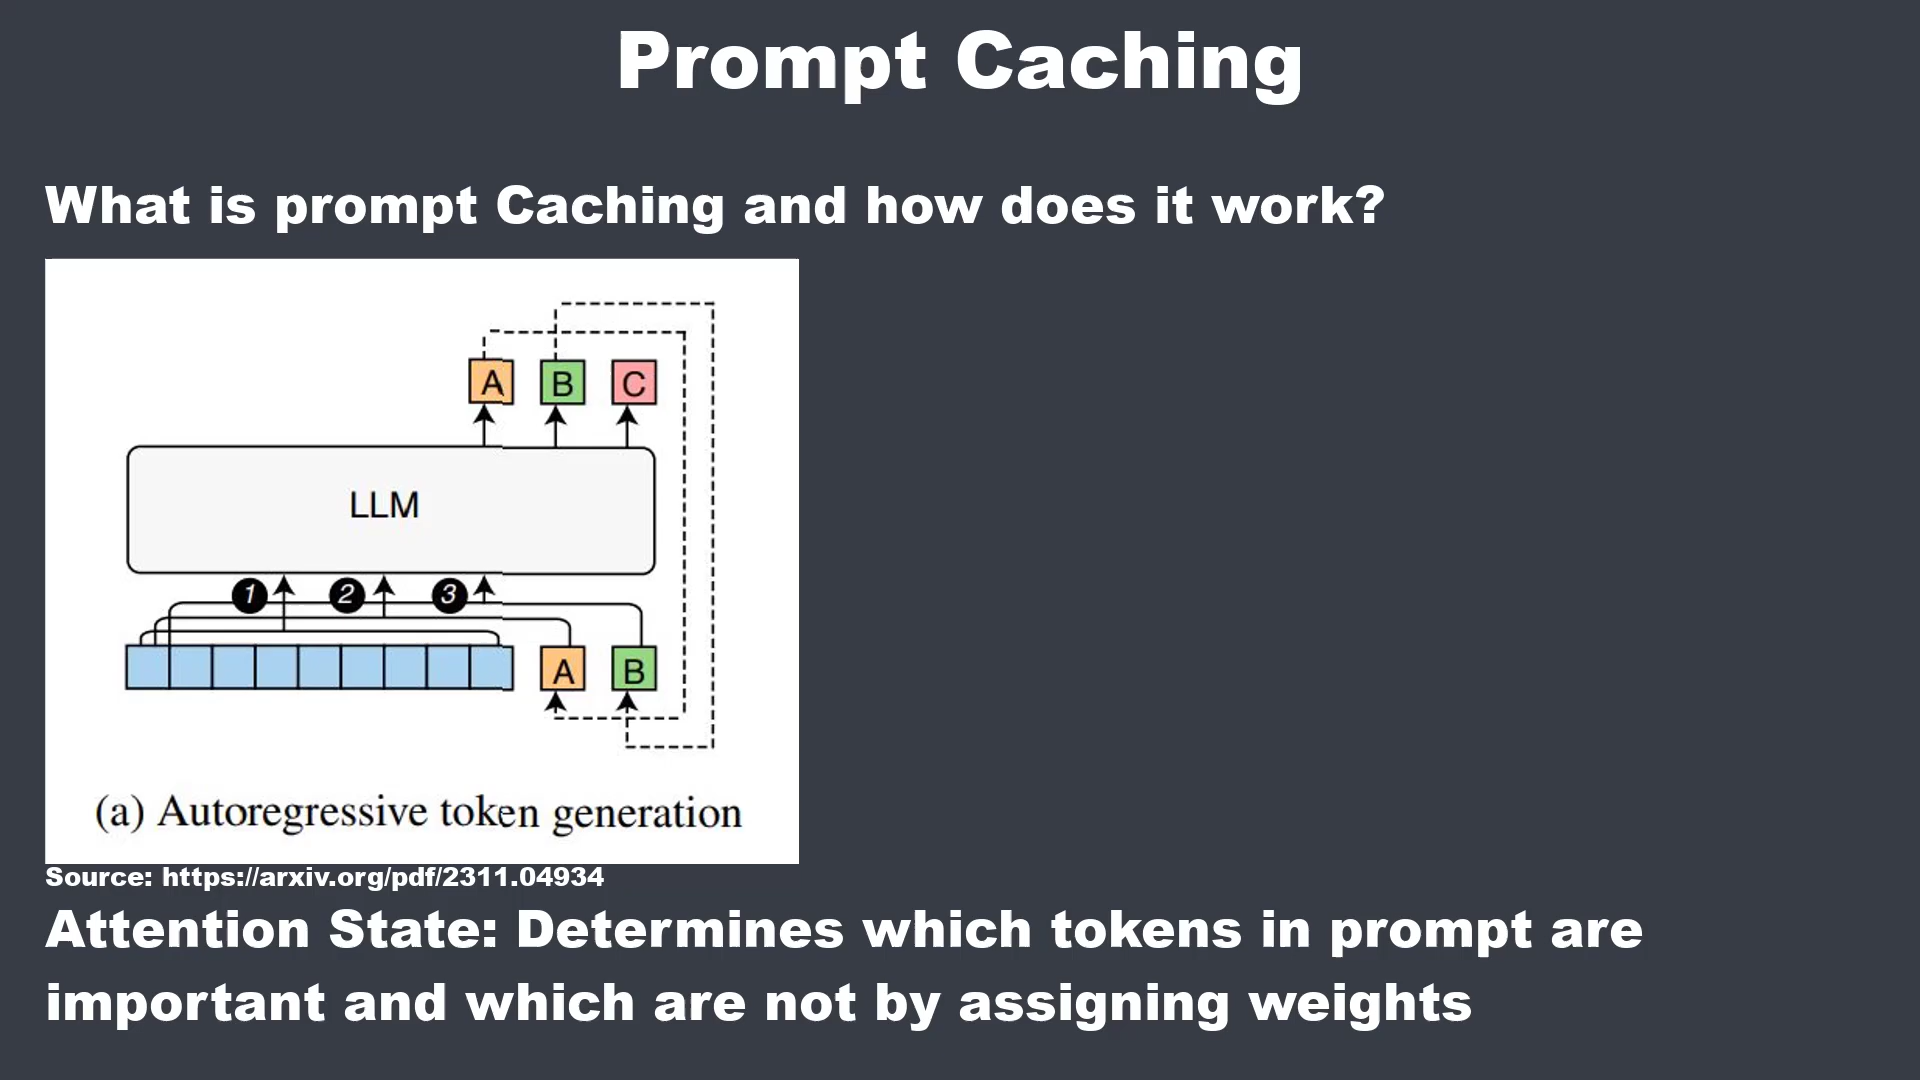 Prompt Caching
What is prompt Caching and how does it work?
A B C
LLM
1 2 3
A B
(a) Autoregressive token generation
Source: https://arxiv.org/pdf/2311.04934
Attention State: Determines which tokens in prompt are
important and which are not by assigning weights